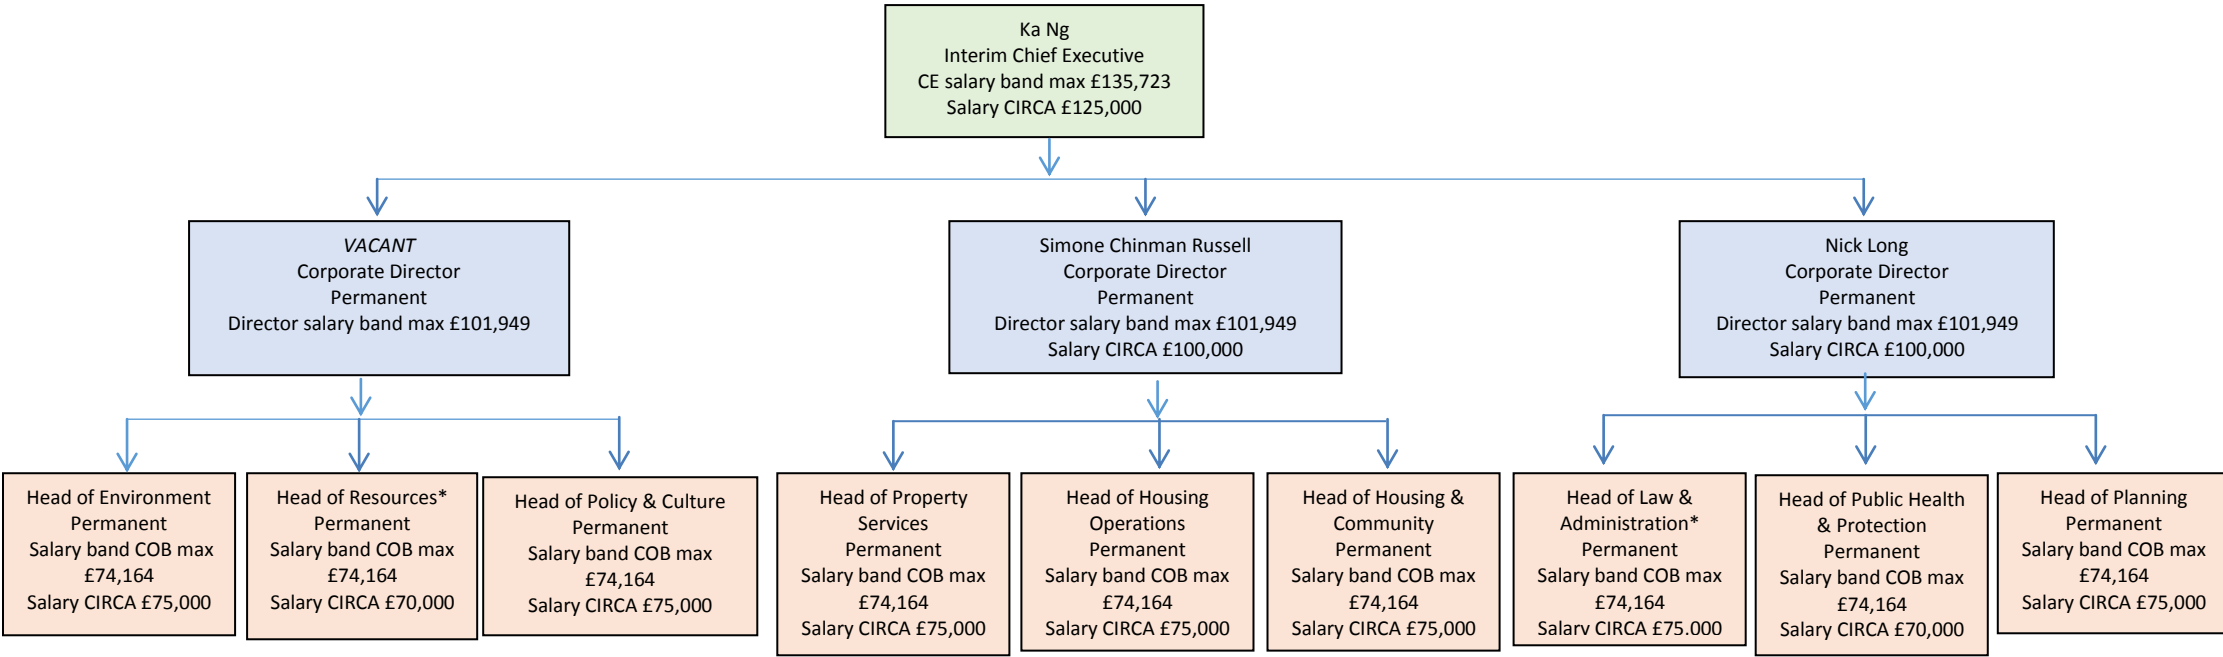 Ka Ng
Interim Chief Executive
CE salary band max £135,723
Salary CIRCA £125,000
VACANT
Corporate Director
Permanent
Director salary band max £101,949
Simone Chinman Russell
Corporate Director
Permanent
Director salary band max £101,949
Salary CIRCA £100,000
Nick Long
Corporate Director
Permanent
Director salary band max £101,949
Salary CIRCA £100,000
Head of Environment
Permanent
Salary band COB max
£74,164
Salary CIRCA £75,000
Head of Resources*
Permanent
Salary band COB max
£74,164
Salary CIRCA £70,000
Head of Policy & Culture
Permanent
Salary band COB max
£74,164
Salary CIRCA £75,000
Head of Property
Services
Permanent
Salary band COB max
£74,164
Salary CIRCA £75,000
Head of Housing
Operations
Permanent
Salary band COB max
£74,164
Salary CIRCA £75,000
Head of Housing &
Community
Permanent
Salary band COB max
£74,164
Salary CIRCA £75,000
Head of Law &
Administration*
Permanent
Salary band COB max
£74,164
Salary CIRCA £75,000
Head of Public Health
& Protection
Permanent
Salary band COB max
£74,164
Salary CIRCA £70,000
Head of Planning
Permanent
Salary band COB max
£74,164
Salary CIRCA £75,000